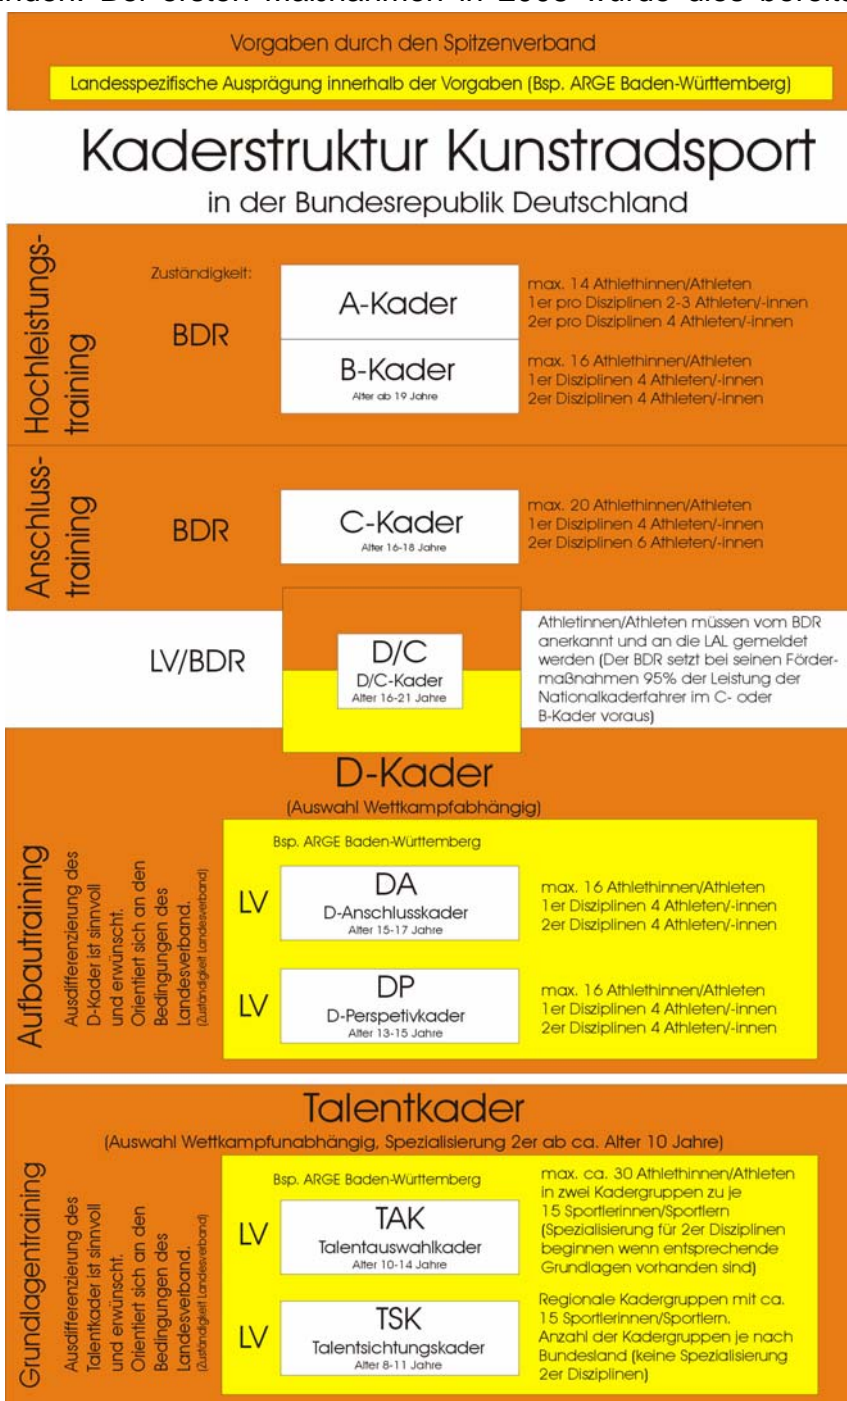 Der ersten Maßnahmen in 2008 wurde dies bereits
Vorgaben durch den Spitzenverband
Landesspezifische Ausprägung innerhalb der Vorgaben (Bsp. ARGE Baden-Württemberg)
Kaderstruktur Kunstradsport
in der Bundesrepublik Deutschland
Hochleistungs-
training
Zuständigkeit:
BDR
A-Kader
max. 14 Athlethinnen/Athleten
1er pro Disziplinen 2-3 Athleten/-innen
2er pro Disziplinen 4 Athleten/-innen
B-Kader
Alter ab 19 Jahre
max. 16 Athlethinnen/Athleten
1er Disziplinen 4 Athleten/-innen
2er Disziplinen 4 Athleten/-innen
Anschluss-
training
BDR
C-Kader
Alter 16-18 Jahre
max. 20 Athlethinnen/Athleten
1er Disziplinen 4 Athleten/-innen
2er Disziplinen 6 Athleten/-innen
LV/BDR
D/C
D/C-Kader
Alter 16-21 Jahre
Athletinnen/Athleten müssen vom BDR
anerkannt und an die LAL gemeldet
werden (Der BDR setzt bei seinen Förder-
maßnahmen 95% der Leistung der
Nationalkaderfahrer im C- oder
B-Kader voraus)
D-Kader
(Auswahl Wettkampfabhängig)
Aufbautraining
Ausdifferenzierung des
D-Kader ist sinnvoll
und erwünscht.
Orientiert sich an den
Bedingungen des
Landesverband.
(Zuständigkeit Landesverband)
Bsp. ARGE Baden-Württemberg
LV
DA
D-Anschlusskader
Alter 15-17 Jahre
max. 16 Athlethinnen/Athleten
1er Disziplinen 4 Athleten/-innen
2er Disziplinen 4 Athleten/-innen
LV
DP
D-Perspetivkader
Alter 13-15 Jahre
max. 16 Athlethinnen/Athleten
1er Disziplinen 4 Athleten/-innen
2er Disziplinen 4 Athleten/-innen
Talentkader
(Auswahl Wettkampfunabhängig, Spezialisierung 2er ab ca. Alter 10 Jahre)
Grundlagentraining
Ausdifferenzierung des
Talentkader ist sinnvoll
und erwünscht.
Orientiert sich an den
Bedingungen des
Landesverband.
(Zuständigkeit Landesverband)
Bsp. ARGE Baden-Württemberg
LV
TAK
Talentauswahlkader
Alter 10-14 Jahre
max. ca. 30 Athlethinnen/Athleten
in zwei Kadergruppen zu je
15 Sportlerinnen/Sportlern
(Spezialisierung für 2er Disziplinen
beginnen wenn entsprechende
Grundlagen vorhanden sind)
LV
TSK
Talentsichtungskader
Alter 8-11 Jahre
Regionale Kadergruppen mit ca.
15 Sportlerinnen/Sportlern.
Anzahl der Kadergruppen je nach
Bundesland (keine Spezialisierung
2er Disziplinen)